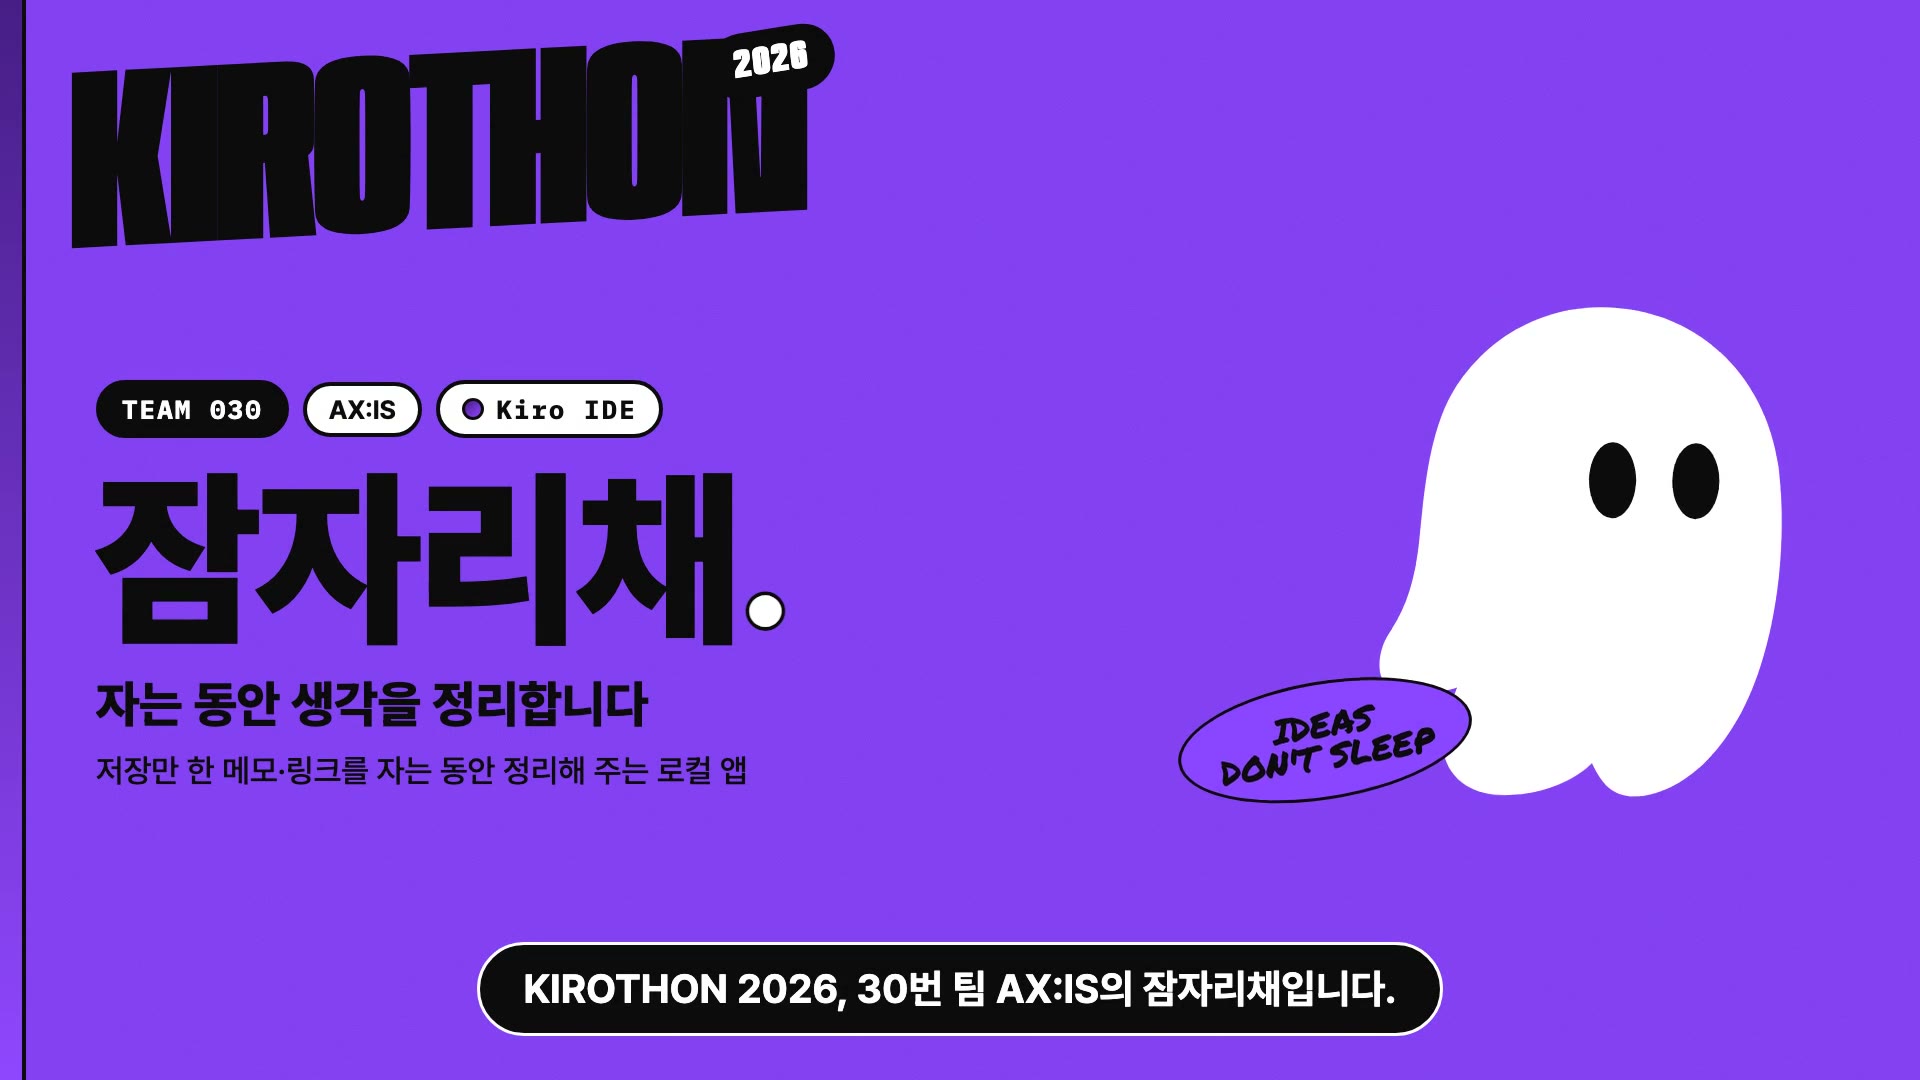 KIROTHON
2026
TEAM 030
AX:IS
Kiro IDE
잠자리채.
자는 동안 생각을 정리합니다
저장만 한 메모·링크를 자는 동안 정리해 주는 로컬 앱
IDEAS
DON'T SLEEP
KIROTHON 2026, 30번 팀 AX:IS의 잠자리채입니다.